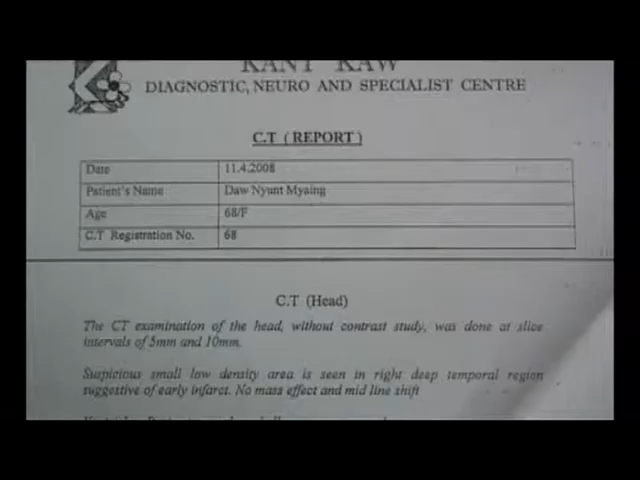 KANT KAW
DIAGNOSTIC, NEURO AND SPECIALIST CENTRE
C.T ( REPORT )
Date 11.4.2008
Patient's Name Daw Nyunt Myaing
Age 68/F
C.T Registration No. 68
C.T (Head)
The CT examination of the head, without contrast study, was done at slice
intervals of 5mm and 10mm.
Suspicious small low density area is seen in right deep temporal region
suggestive of early infarct. No mass effect and mid line shift